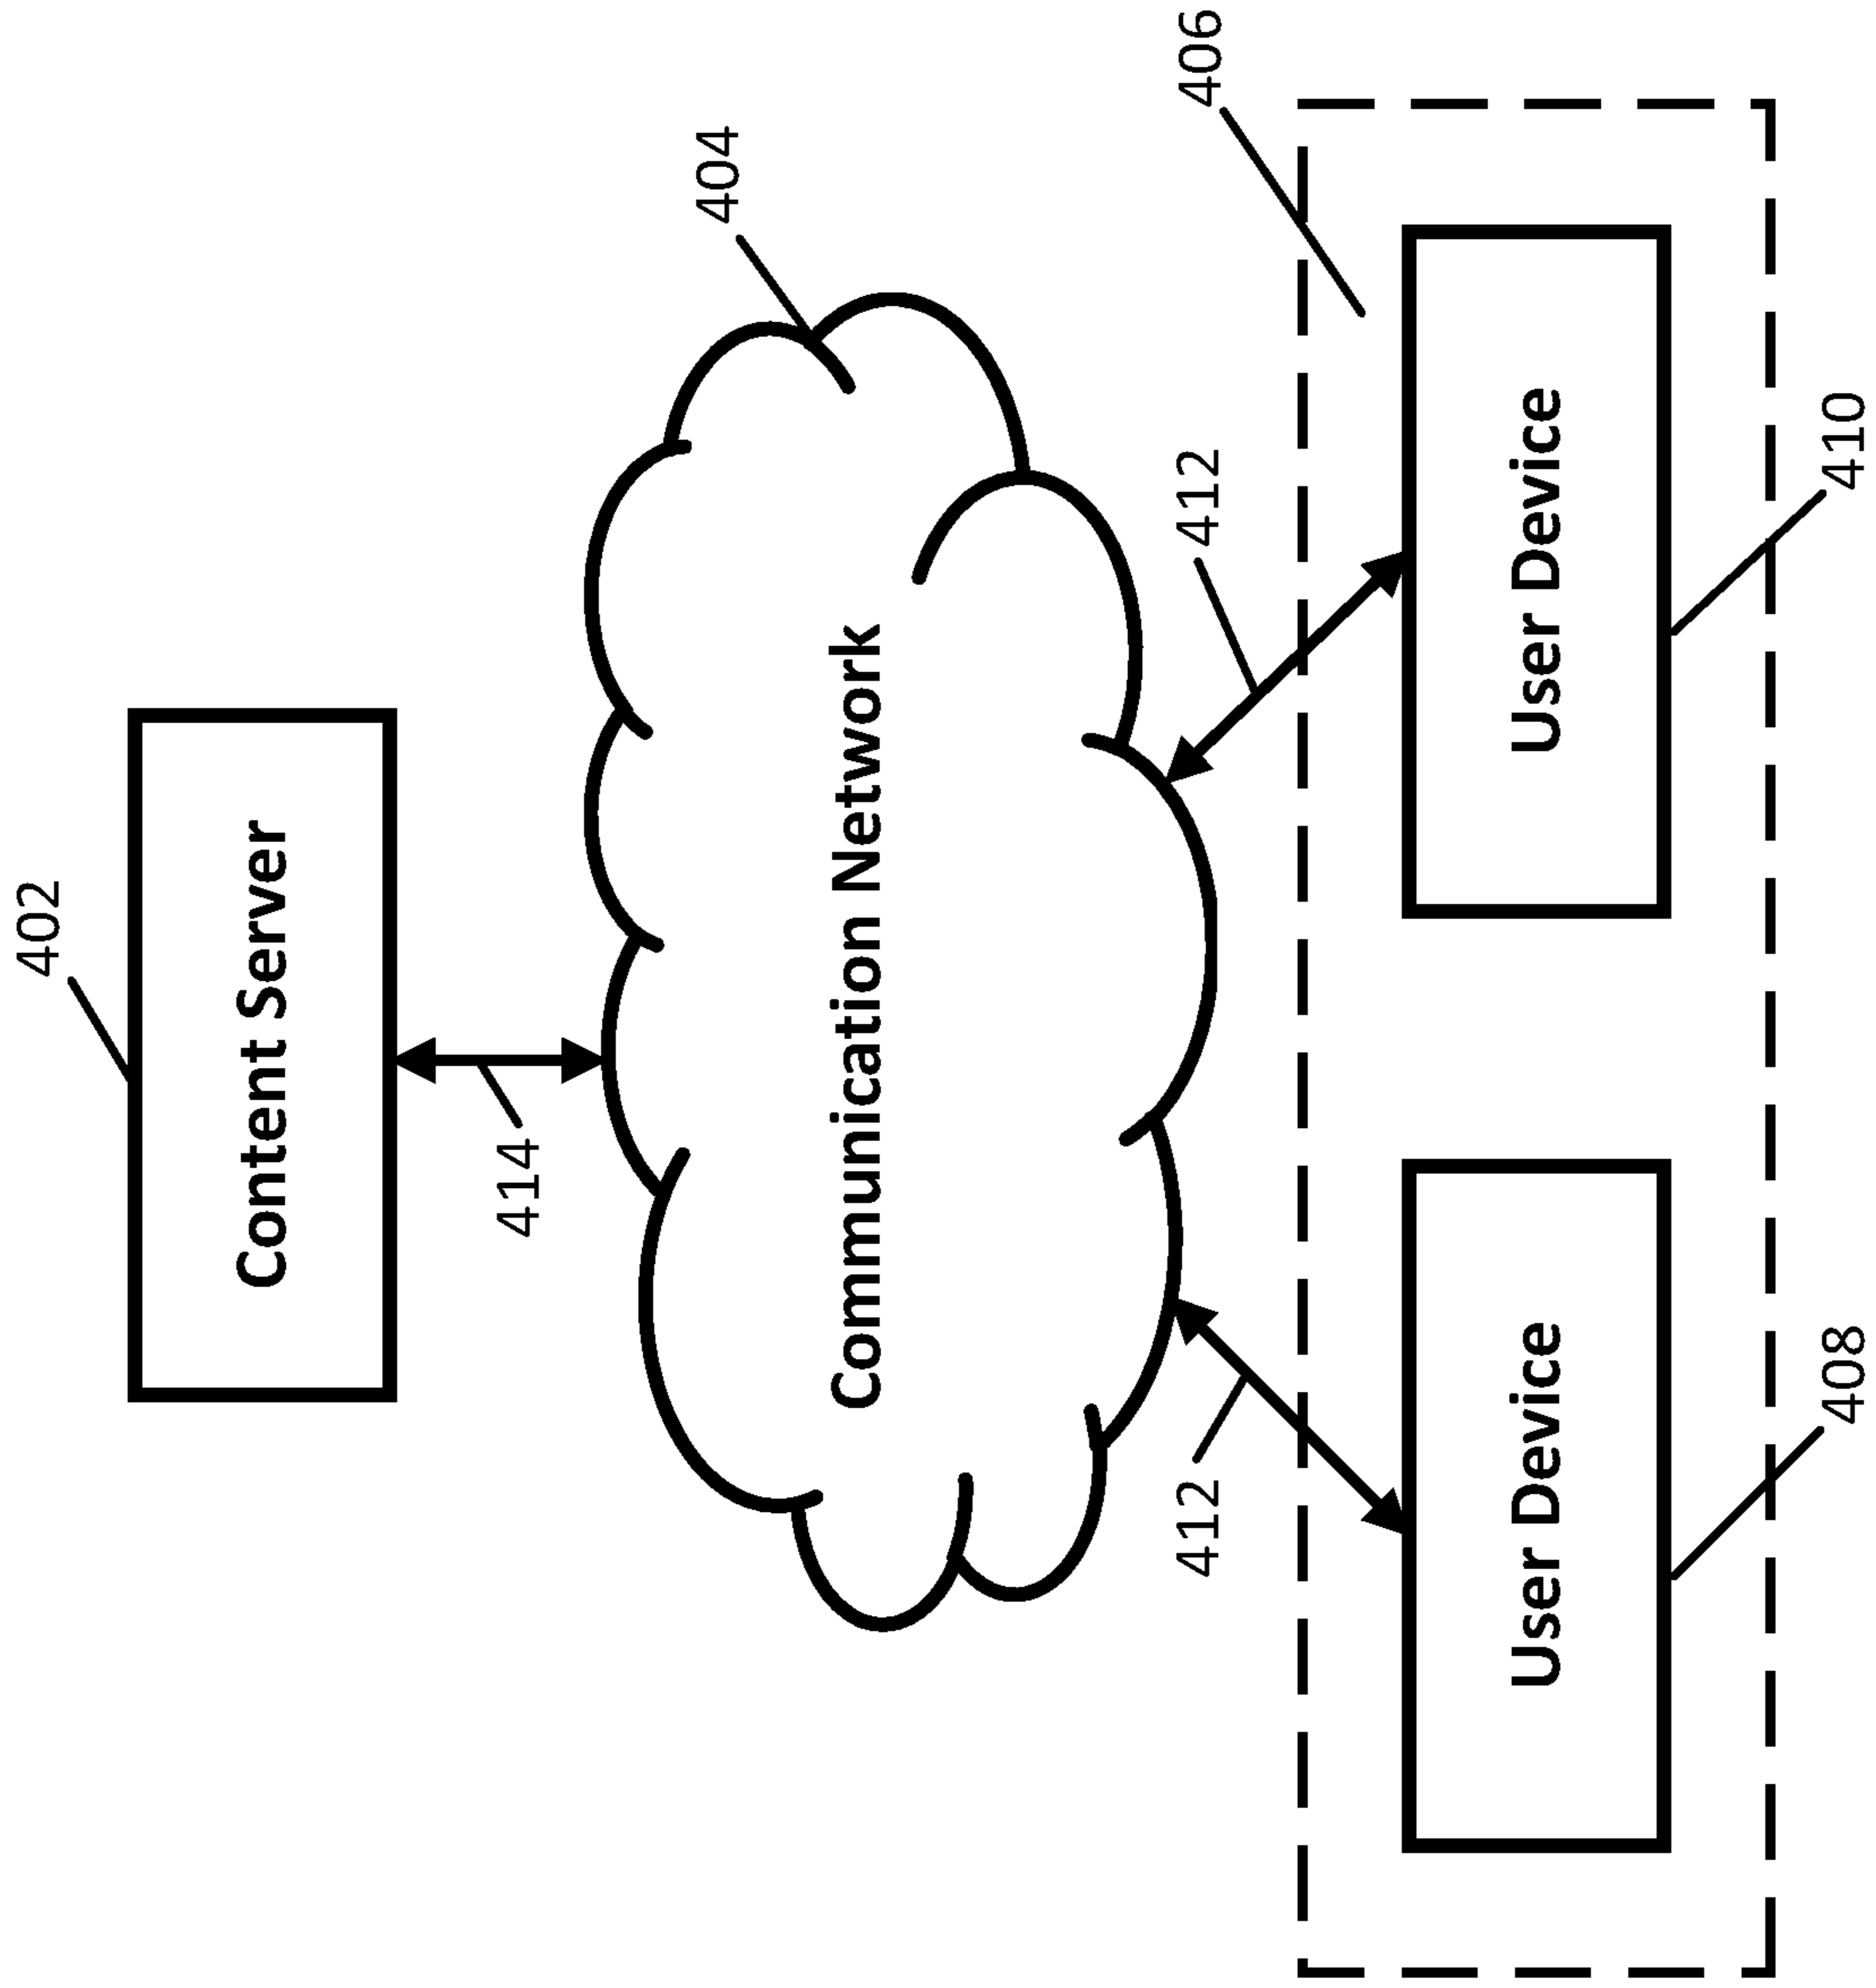 402
Content Server
414
404
Communication Network
412
412
406
User Device
User Device
408
410